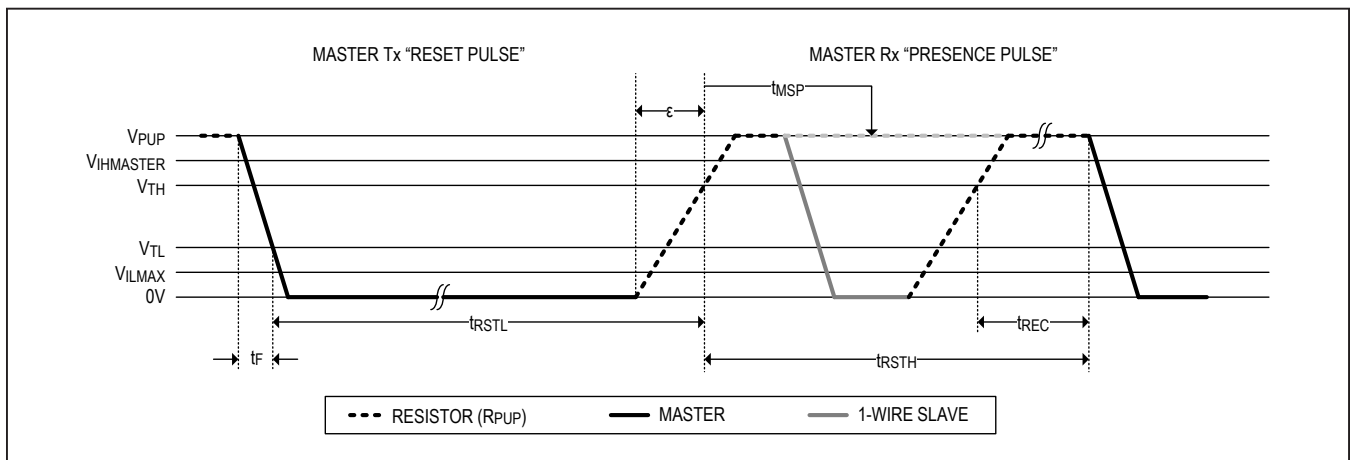 MASTER Tx “RESET PULSE” MASTER Rx “PRESENCE PULSE”
tMSP
ε
VPUP
VIHMASTER
VTH
VTL
VILMAX
0V
tRSTL
tREC
tF
tRSTH
RESISTOR (RPUP) MASTER 1-WIRE SLAVE